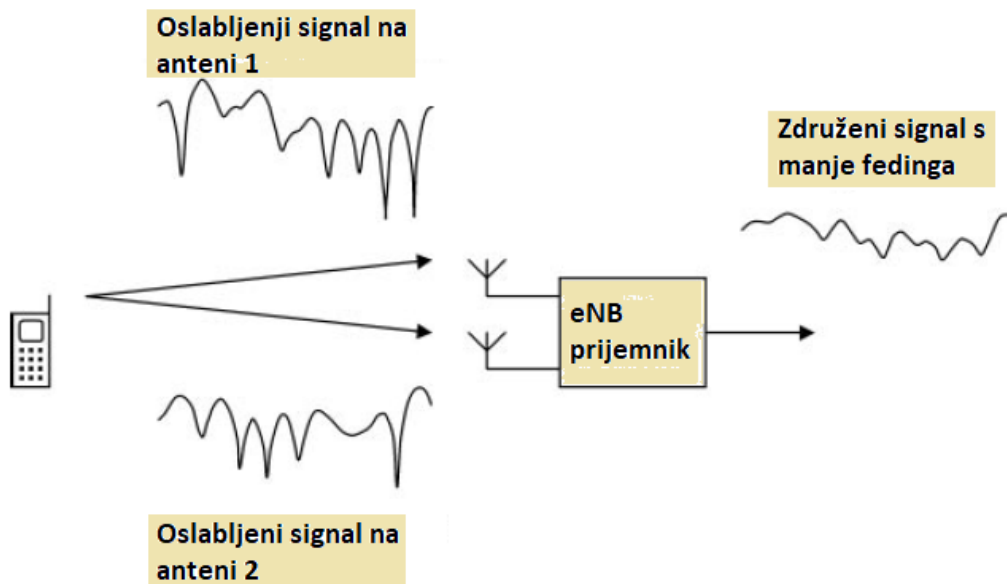 Oslabljenji signal na
anteni 1
Združeni signal s
manje fedinga
eNB
prijemnik
Oslabljeni signal na
anteni 2